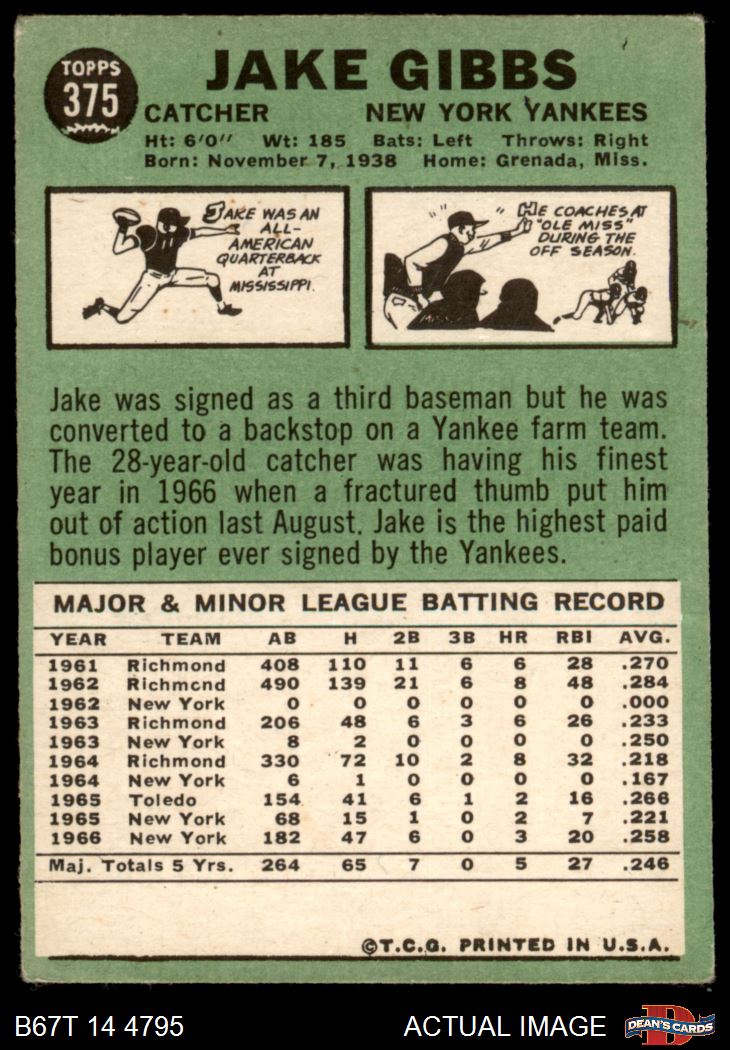 TOPPS
375
JAKE GIBBS
CATCHER NEW YORK YANKEES
Ht: 6'0" Wt: 185 Bats: Left Throws: Right
Born: November 7, 1938 Home: Grenada, Miss.
JAKE WAS AN
ALL-
AMERICAN
QUARTERBACK
AT
MISSISSIPPI.
HE COACHES AT
"OLE MISS"
DURING THE
OFF SEASON.
Jake was signed as a third baseman but he was
converted to a backstop on a Yankee farm team.
The 28-year-old catcher was having his finest
year in 1966 when a fractured thumb put him
out of action last August. Jake is the highest paid
bonus player ever signed by the Yankees.
MAJOR & MINOR LEAGUE BATTING RECORD
YEAR TEAM AB H 2B 3B HR RBI AVG.
1961 Richmond 408 110 11 6 6 28 .270
1962 Richmond 490 139 21 6 8 48 .284
1962 New York 0 0 0 0 0 0 .000
1963 Richmond 206 48 6 3 6 26 .233
1963 New York 8 2 0 0 0 0 .250
1964 Richmond 330 72 10 2 8 32 .218
1964 New York 6 1 0 0 0 0 .167
1965 Toledo 154 41 6 1 2 16 .266
1965 New York 68 15 1 0 2 7 .221
1966 New York 182 47 6 0 3 20 .258
Maj. Totals 5 Yrs. 264 65 7 0 5 27 .246
©T.C.G. PRINTED IN U.S.A.
B67T 14 4795 ACTUAL IMAGE
D
DEAN'S CARDS